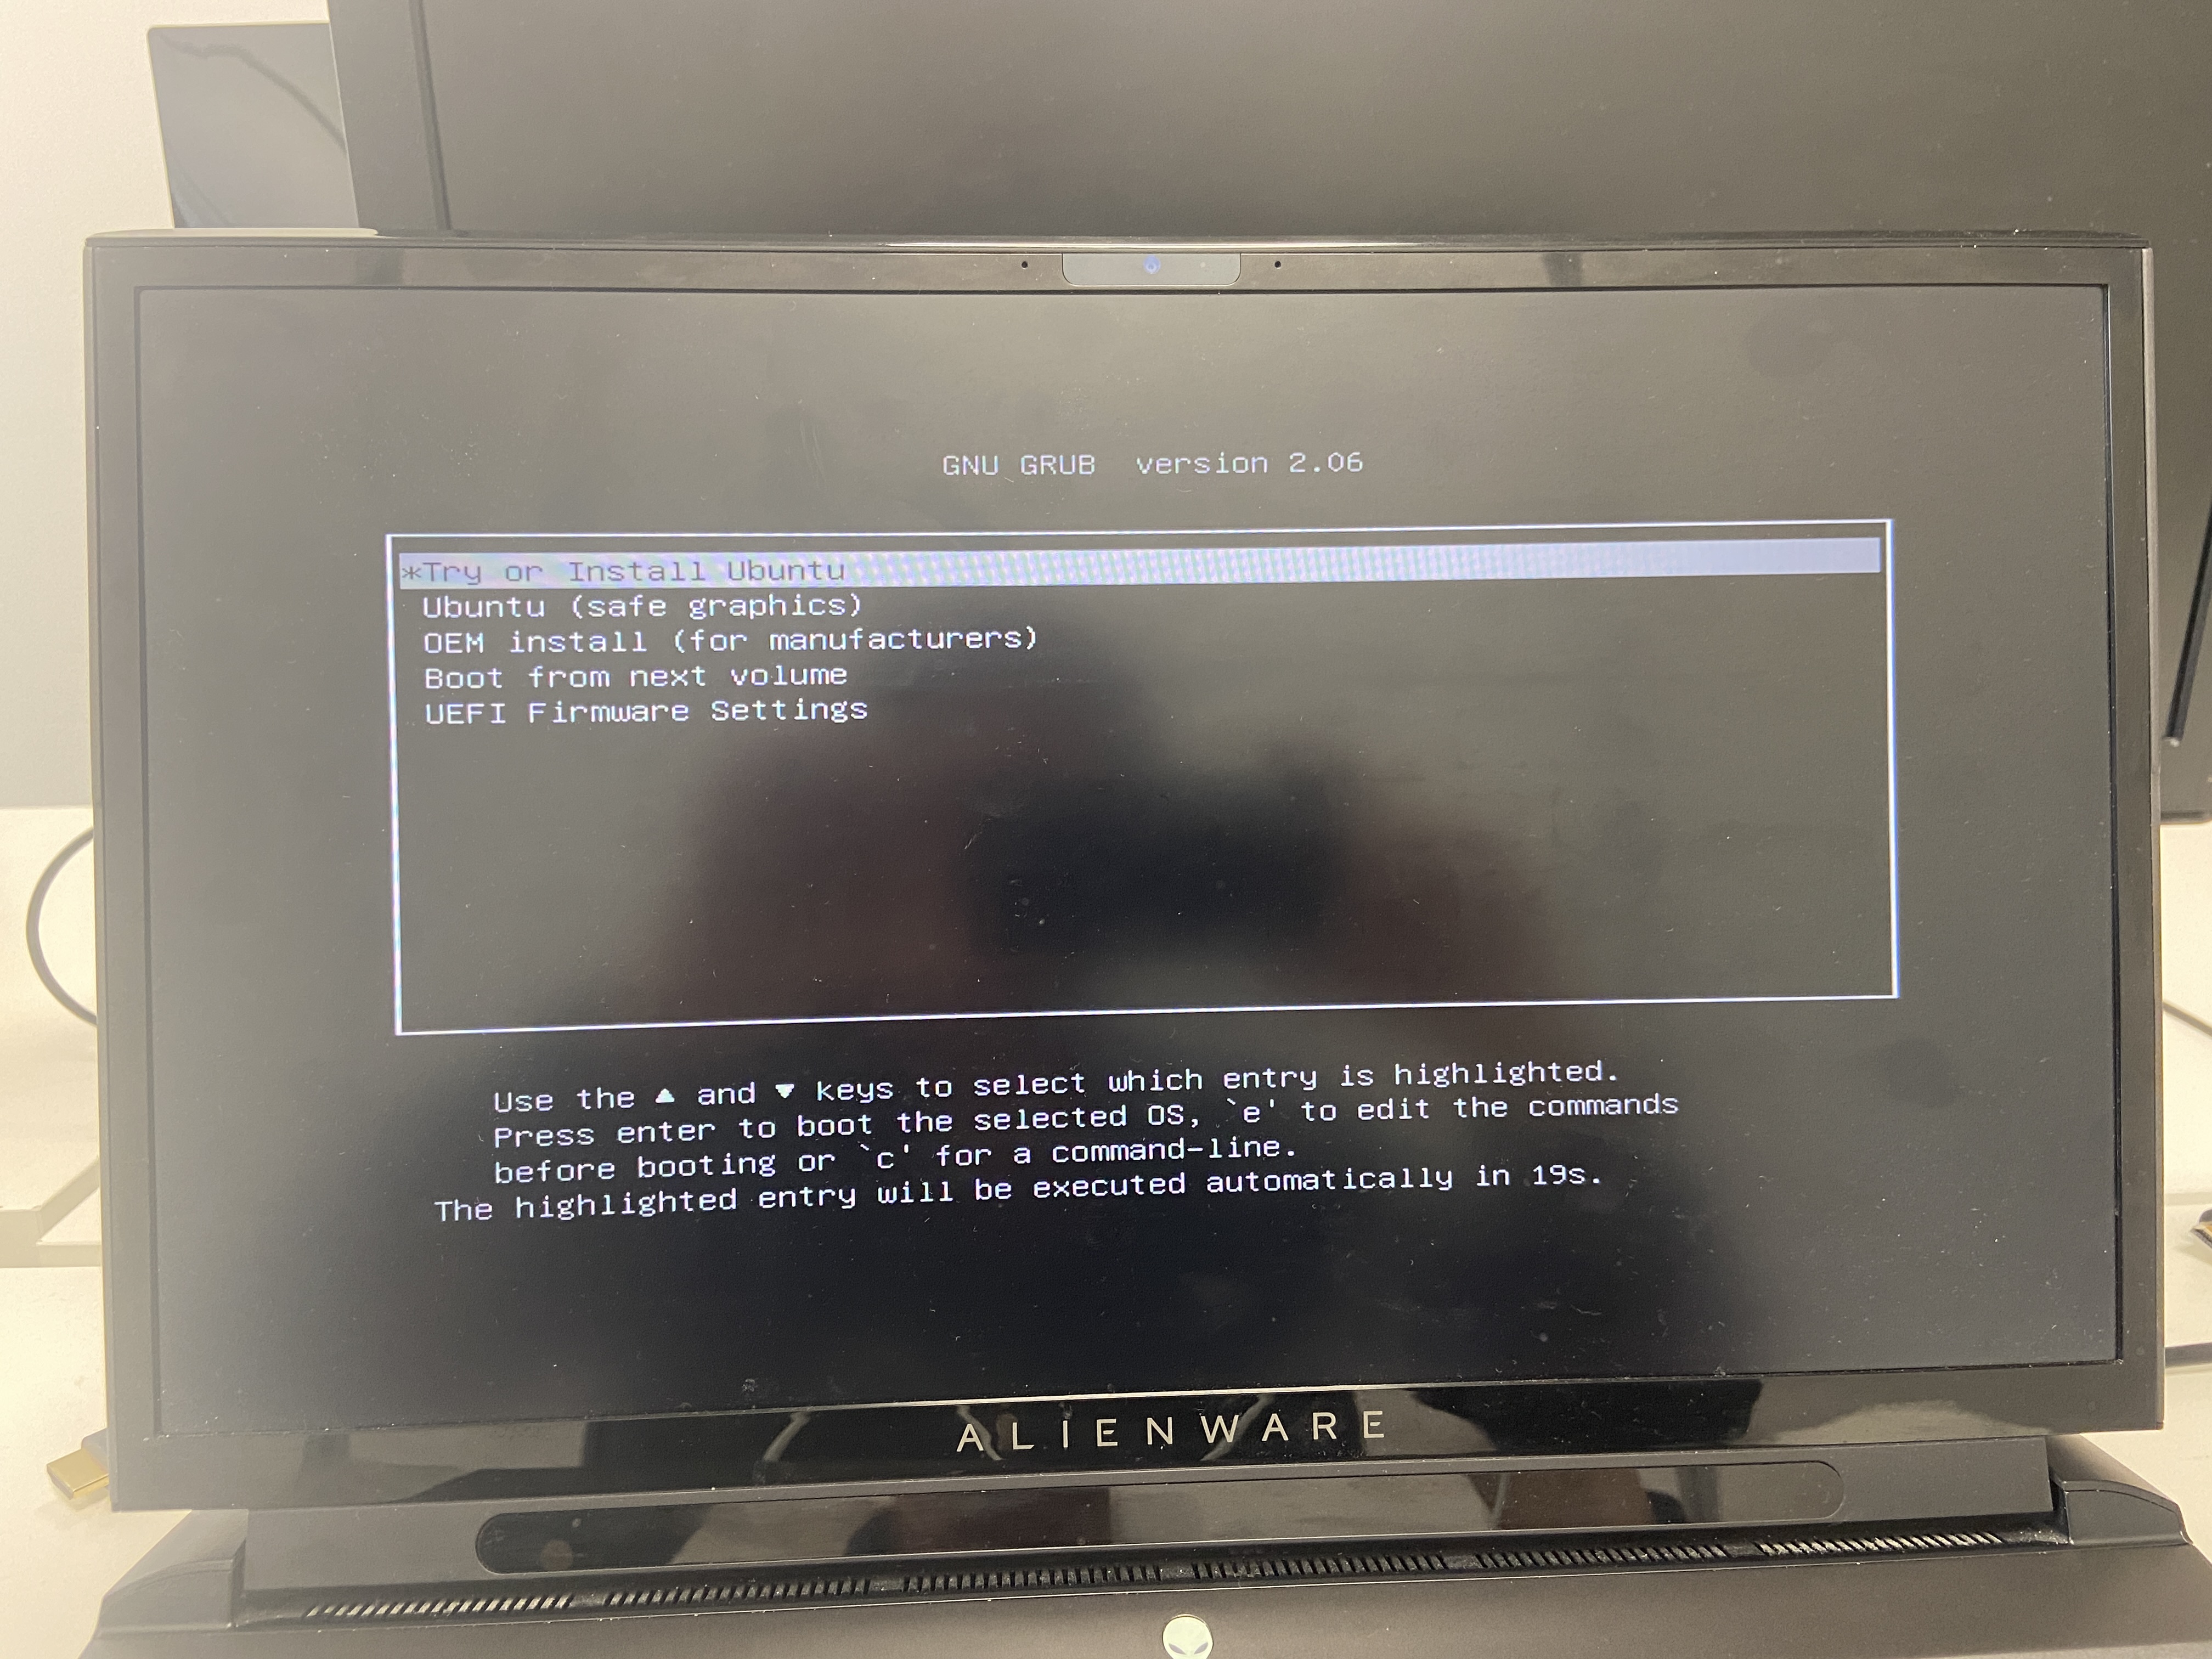 GNU GRUB version 2.06
*Try or Install Ubuntu
Ubuntu (safe graphics)
OEM install (for manufacturers)
Boot from next volume
UEFI Firmware Settings
Use the ▲ and ▼ keys to select which entry is highlighted.
Press enter to boot the selected OS, `e' to edit the commands
before booting or `c' for a command-line.
The highlighted entry will be executed automatically in 19s.
ALIENWARE